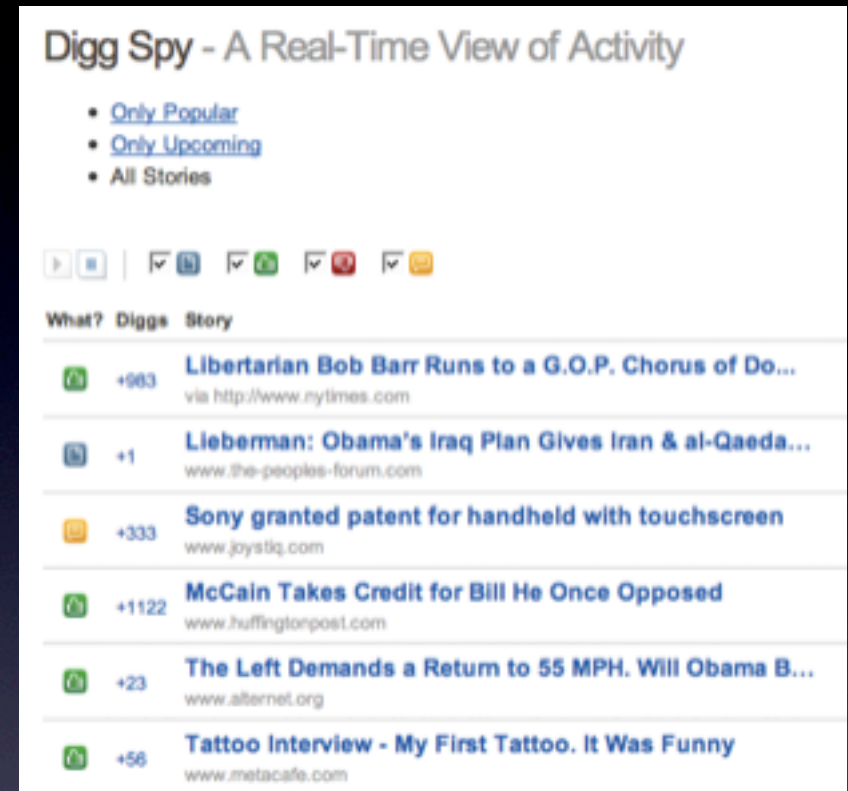 Digg Spy - A Real-Time View of Activity
• Only Popular
• Only Upcoming
• All Stories
What? Diggs Story
+983 Libertarian Bob Barr Runs to a G.O.P. Chorus of Do...
via http://www.nytimes.com
+1 Lieberman: Obama's Iraq Plan Gives Iran & al-Qaeda...
www.the-peoples-forum.com
+333 Sony granted patent for handheld with touchscreen
www.joystiq.com
+1122 McCain Takes Credit for Bill He Once Opposed
www.huffingtonpost.com
+23 The Left Demands a Return to 55 MPH. Will Obama B...
www.alternet.org
+56 Tattoo Interview - My First Tattoo. It Was Funny
www.metacafe.com